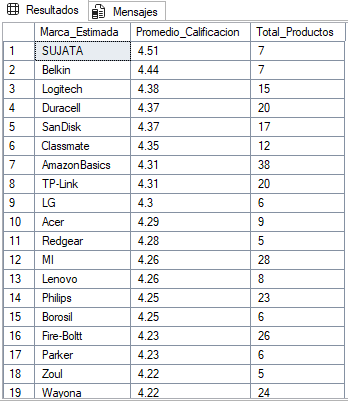 Resultados Mensajes
Marca_Estimada Promedio_Calificacion Total_Productos
1 SUJATA 4.51 7
2 Belkin 4.44 7
3 Logitech 4.38 15
4 Duracell 4.37 20
5 SanDisk 4.37 17
6 Classmate 4.35 12
7 AmazonBasics 4.31 38
8 TP-Link 4.31 20
9 LG 4.3 6
10 Acer 4.29 9
11 Redgear 4.28 5
12 MI 4.26 28
13 Lenovo 4.26 8
14 Philips 4.25 23
15 Borosil 4.25 6
16 Fire-Boltt 4.23 26
17 Parker 4.23 6
18 Zoul 4.22 5
19 Wayona 4.22 24